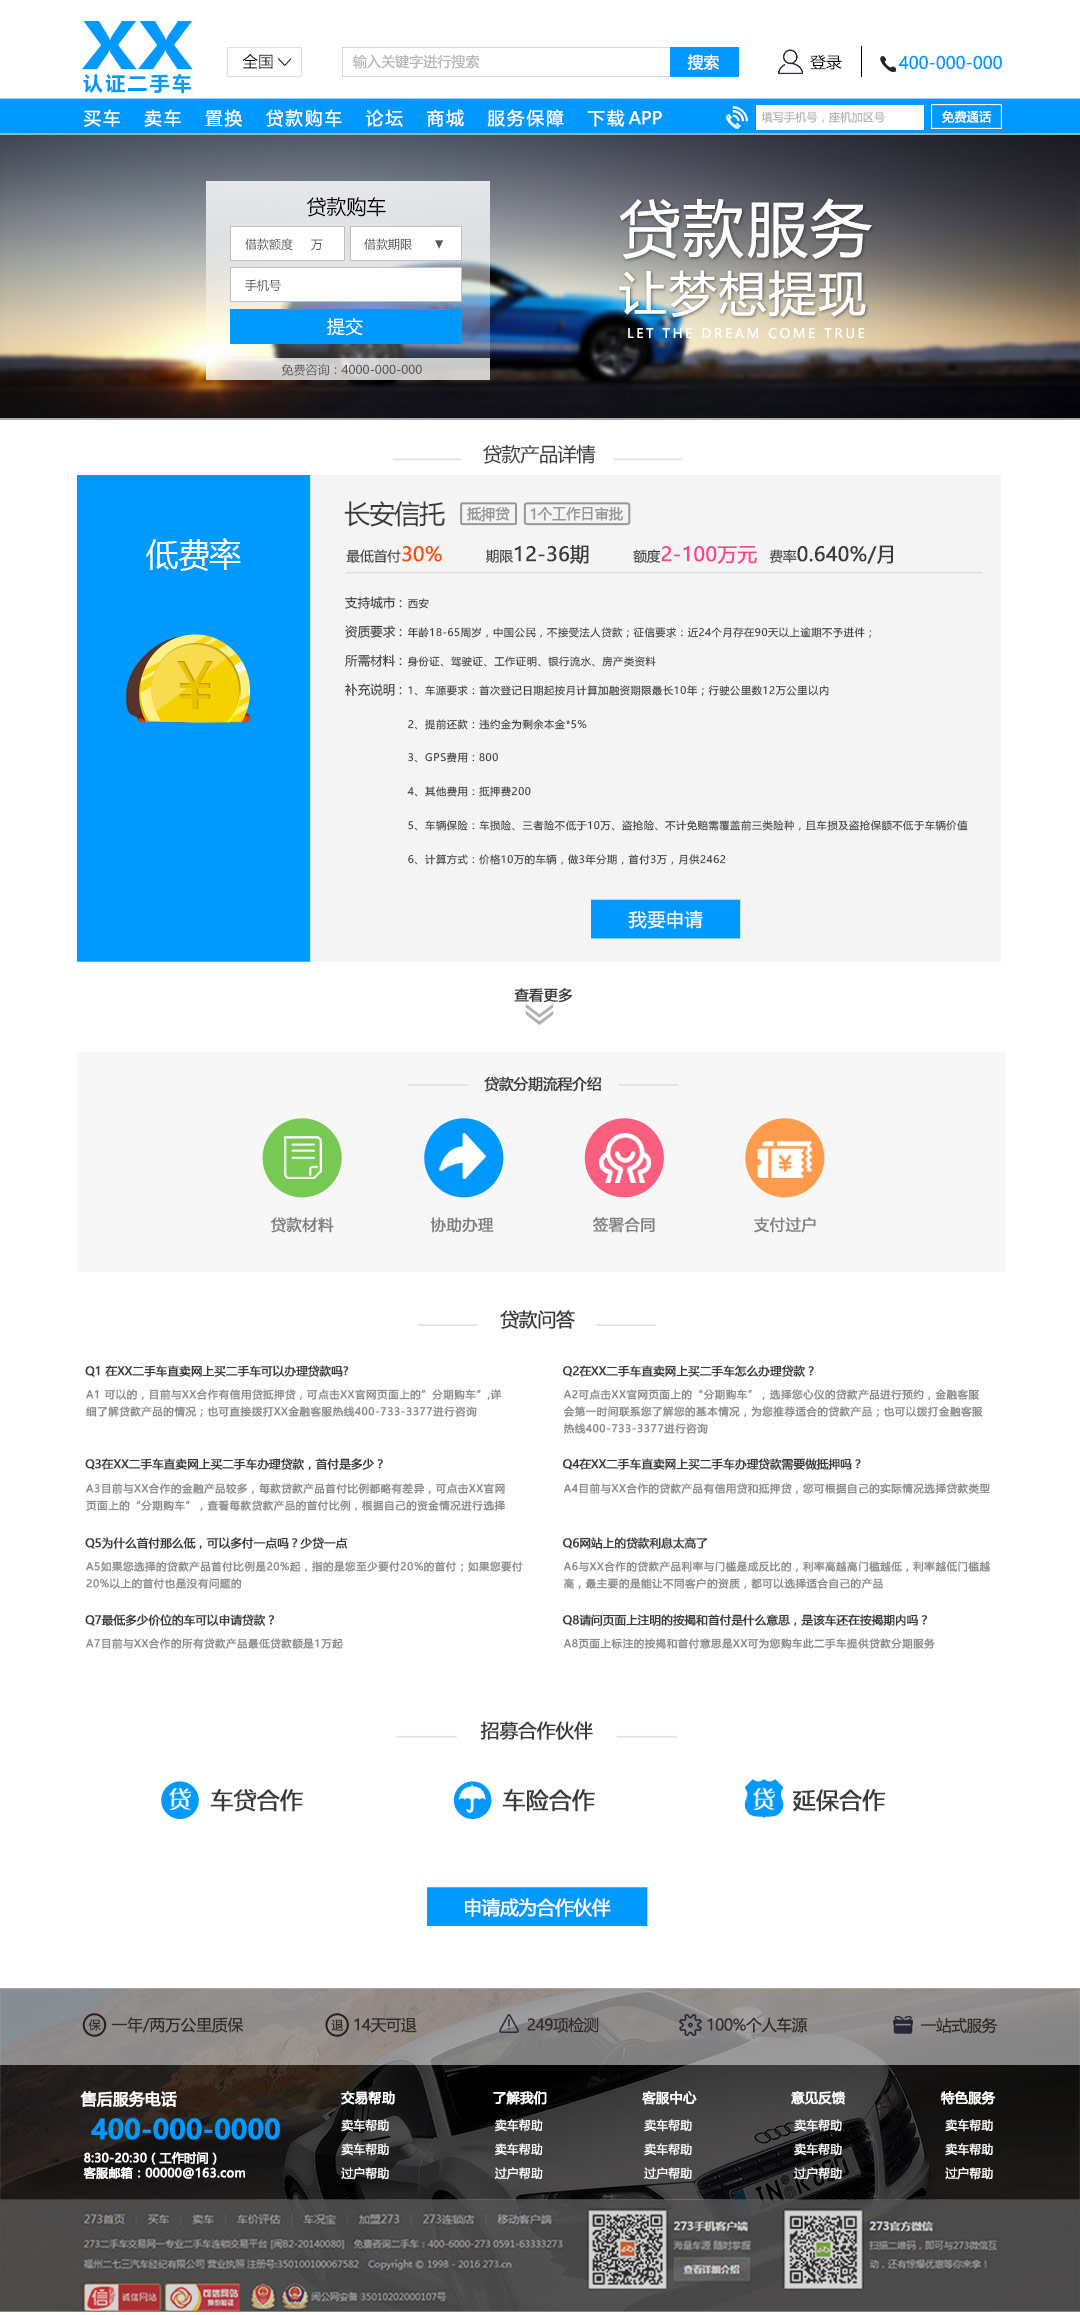 XX
认证二手车
全国
输入关键字进行搜索
搜索
登录
400-000-000
买车 卖车 置换 贷款购车 论坛 商城 服务保障 下载 APP
填写手机号，座机加区号
免费通话
贷款购车
借款额度 万
借款期限 ▼
手机号
提交
免费咨询：4000-000-000
贷款服务
让梦想提现
LET THE DREAM COME TRUE
贷款产品详情
低费率
¥
长安信托 抵押贷 1个工作日审批
最低首付30% 期限12-36期 额度2-100万元 费率0.640%/月
支持城市：西安
资质要求：年龄18-65周岁，中国公民，不接受法人贷款；征信要求：近24个月存在90天以上逾期不予进件；
所需材料：身份证、驾驶证、工作证明、银行流水、房产类资料
补充说明：1、车源要求：首次登记日期起按月计算加融资期限最长10年；行驶公里数12万公里以内
2、提前还款：违约金为剩余本金*5%
3、GPS费用：800
4、其他费用：抵押费200
5、车辆保险：车损险、三者险不低于10万、盗抢险、不计免赔需覆盖前三类险种，且车损及盗抢保额不低于车辆价值
6、计算方式：价格10万的车辆，做3年分期，首付3万，月供2462
我要申请
查看更多
贷款分期流程介绍
¥
贷款材料 协助办理 签署合同 支付过户
贷款问答
Q1 在XX二手车直卖网上买二手车可以办理贷款吗?
A1 可以的，目前与XX合作有信用贷抵押贷，可点击XX官网页面上的”分期购车”,详
细了解贷款产品的情况；也可直接拨打XX金融客服热线400-733-3377进行咨询
Q2在XX二手车直卖网上买二手车怎么办理贷款？
A2可点击XX官网页面上的“分期购车”，选择您心仪的贷款产品进行预约，金融客服
会第一时间联系您了解您的基本情况，为您推荐适合的贷款产品；也可以拨打金融客服
热线400-733-3377进行咨询
Q3在XX二手车直卖网上买二手车办理贷款，首付是多少？
A3目前与XX合作的金融产品较多，每款贷款产品首付比例都略有差异，可点击XX官网
页面上的“分期购车”，查看每款贷款产品的首付比例，根据自己的资金情况进行选择
Q4在XX二手车直卖网上买二手车办理贷款需要做抵押吗？
A4目前与XX合作的贷款产品有信用贷和抵押贷，您可根据自己的实际情况选择贷款类型
Q5为什么首付那么低，可以多付一点吗？少贷一点
A5如果您选择的贷款产品首付比例是20%起，指的是您至少要付20%的首付；如果您要付
20%以上的首付也是没有问题的
Q6网站上的贷款利息太高了
A6与XX合作的贷款产品利率与门槛是成反比的，利率高越高门槛越低，利率越低门槛越
高，最主要的是能让不同客户的资质，都可以选择适合自己的产品
Q7最低多少价位的车可以申请贷款？
A7目前与XX合作的所有贷款产品最低贷款额是1万起
Q8请问页面上注明的按揭和首付是什么意思，是该车还在按揭期内吗？
A8页面上标注的按揭和首付意思是XX可为您购车此二手车提供贷款分期服务
招募合作伙伴
贷 车贷合作 车险合作 贷 延保合作
申请成为合作伙伴
保 一年/两万公里质保 退 14天可退 249项检测 100%个人车源 一站式服务
售后服务电话
400-000-0000
8:30-20:30（工作时间）
客服邮箱：00000@163.com
交易帮助 了解我们 客服中心 意见反馈 特色服务
卖车帮助 卖车帮助 卖车帮助 卖车帮助 卖车帮助
卖车帮助 卖车帮助 卖车帮助 卖车帮助 卖车帮助
过户帮助 过户帮助 过户帮助 过户帮助 过户帮助
273首页 买车 卖车 车价评估 车况宝 加盟273 273连锁店 移动客户端
273二手车交易网一专业二手车连锁交易平台 [闽B2-20140080] 免费咨询二手车：400-6000-273 0591-63333273
福州二七三汽车经纪有限公司 营业执照 注册号:350100100067582 Copyright © 1998 - 2016 273.cn
信 诚信网站 可信网站 闽公网安备 35010202000107号
273手机客户端
海量车源 随时掌握
查看详细介绍
273官方微信
扫描二维码，即可与273微信互
动，还有惊爆优惠等你来拿！